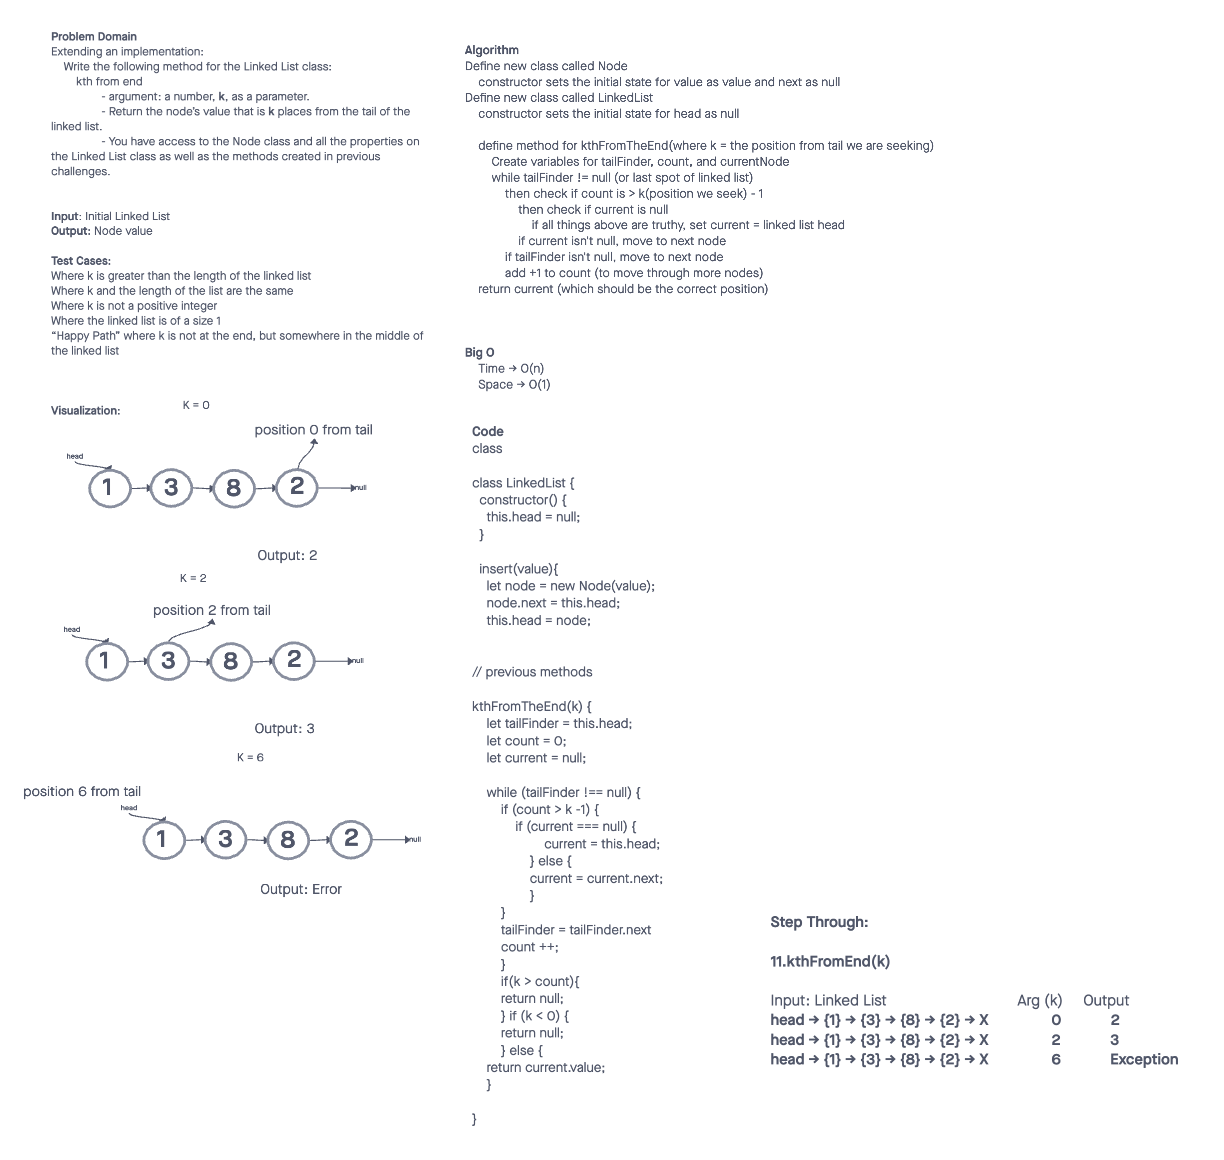 Problem Domain
Extending an implementation:
Write the following method for the Linked List class:
kth from end
- argument: a number, k, as a parameter.
- Return the node's value that is k places from the tail of the
linked list.
- You have access to the Node class and all the properties on
the Linked List class as well as the methods created in previous
challenges.
Input: Initial Linked List
Output: Node value
Test Cases:
Where k is greater than the length of the linked list
Where k and the length of the list are the same
Where k is not a positive integer
Where the linked list is of a size 1
“Happy Path” where k is not at the end, but somewhere in the middle of
the linked list
Visualization:
K = 0
position 0 from tail
head
1 3 8 2 null
Output: 2
K = 2
position 2 from tail
head
1 3 8 2 null
Output: 3
K = 6
position 6 from tail
head
1 3 8 2 null
Output: Error
Algorithm
Define new class called Node
constructor sets the initial state for value as value and next as null
Define new class called LinkedList
constructor sets the initial state for head as null
define method for kthFromTheEnd(where k = the position from tail we are seeking)
Create variables for tailFinder, count, and currentNode
while tailFinder != null (or last spot of linked list)
then check if count is > k(position we seek) - 1
then check if current is null
if all things above are truthy, set current = linked list head
if current isn't null, move to next node
if tailFinder isn't null, move to next node
add +1 to count (to move through more nodes)
return current (which should be the correct position)
Big O
Time → O(n)
Space → O(1)
Code
class
class LinkedList {
constructor() {
this.head = null;
}
insert(value){
let node = new Node(value);
node.next = this.head;
this.head = node;
// previous methods
kthFromTheEnd(k) {
let tailFinder = this.head;
let count = 0;
let current = null;
while (tailFinder !== null) {
if (count > k -1) {
if (current === null) {
current = this.head;
} else {
current = current.next;
}
}
tailFinder = tailFinder.next
count ++;
}
if(k > count){
return null;
} if (k < 0) {
return null;
} else {
return current.value;
}
}
Step Through:
11.kthFromEnd(k)
Input: Linked List Arg (k) Output
head → {1} → {3} → {8} → {2} → X 0 2
head → {1} → {3} → {8} → {2} → X 2 3
head → {1} → {3} → {8} → {2} → X 6 Exception